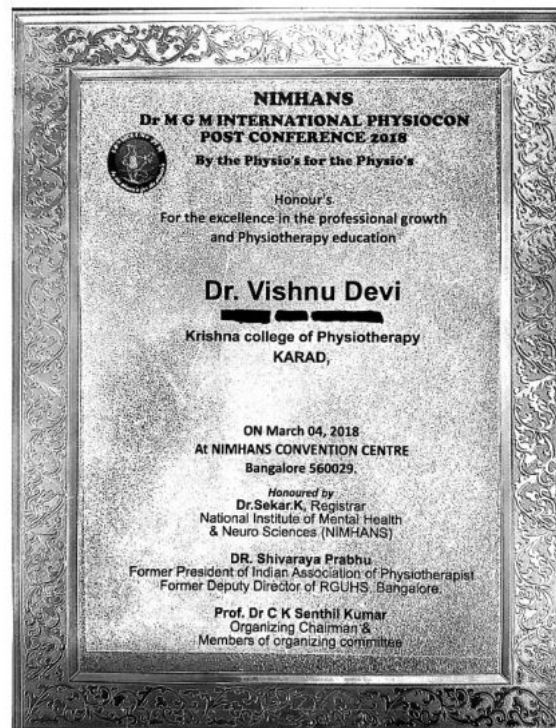 NIMHANS
Dr M G M INTERNATIONAL PHYSIOCON
POST CONFERENCE 2018
By the Physio's for the Physio's
Honour's
For the excellence in the professional growth
and Physiotherapy education
Dr. Vishnu Devi
Krishna college of Physiotherapy
KARAD,
ON March 04, 2018
At NIMHANS CONVENTION CENTRE
Bangalore 560029.
Honoured by
Dr.Sekar.K, Registrar
National Institute of Mental Health
& Neuro Sciences (NIMHANS)
DR. Shivaraya Prabhu
Former President of Indian Association of Physiotherapist
Former Deputy Director of RGUHS, Bangalore.
Prof. Dr C K Senthil Kumar
Organizing Chairman &
Members of organizing committee